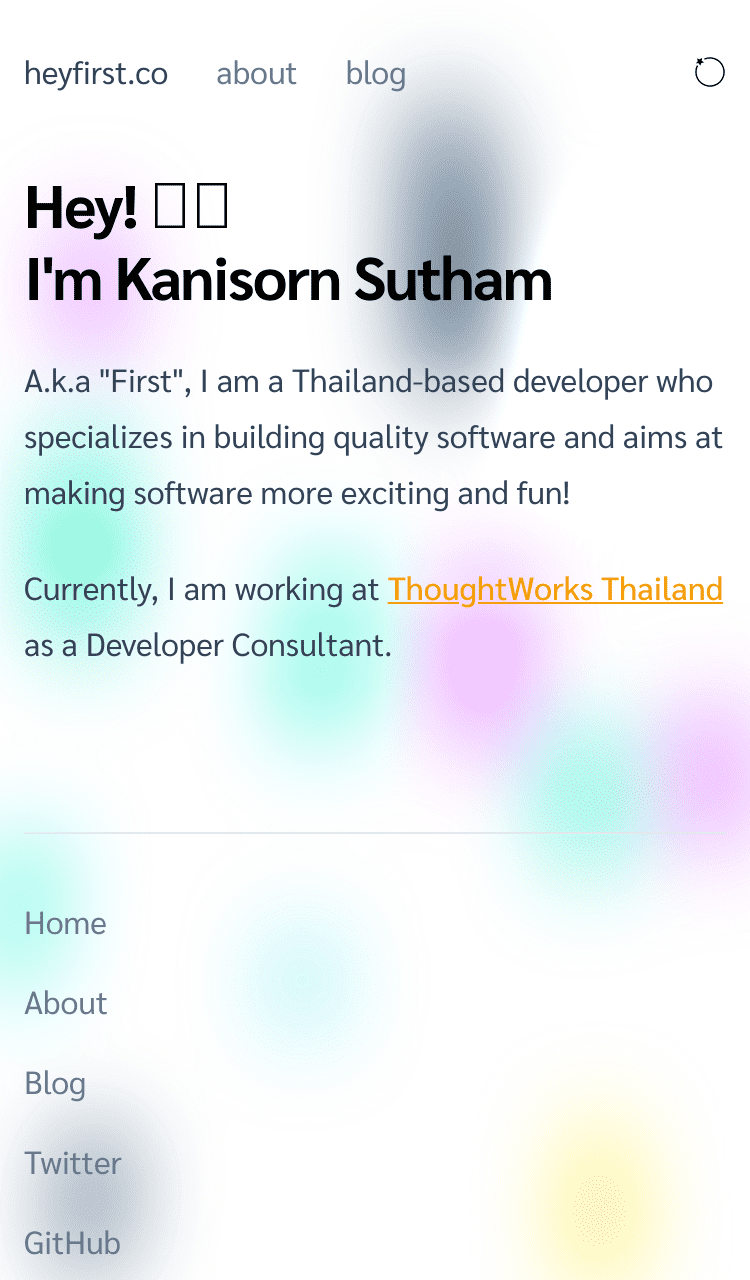 heyfirst.co about blog
Hey!
I'm Kanisorn Sutham
A.k.a "First", I am a Thailand-based developer who
specializes in building quality software and aims at
making software more exciting and fun!
Currently, I am working at ThoughtWorks Thailand
as a Developer Consultant.
Home
About
Blog
Twitter
GitHub